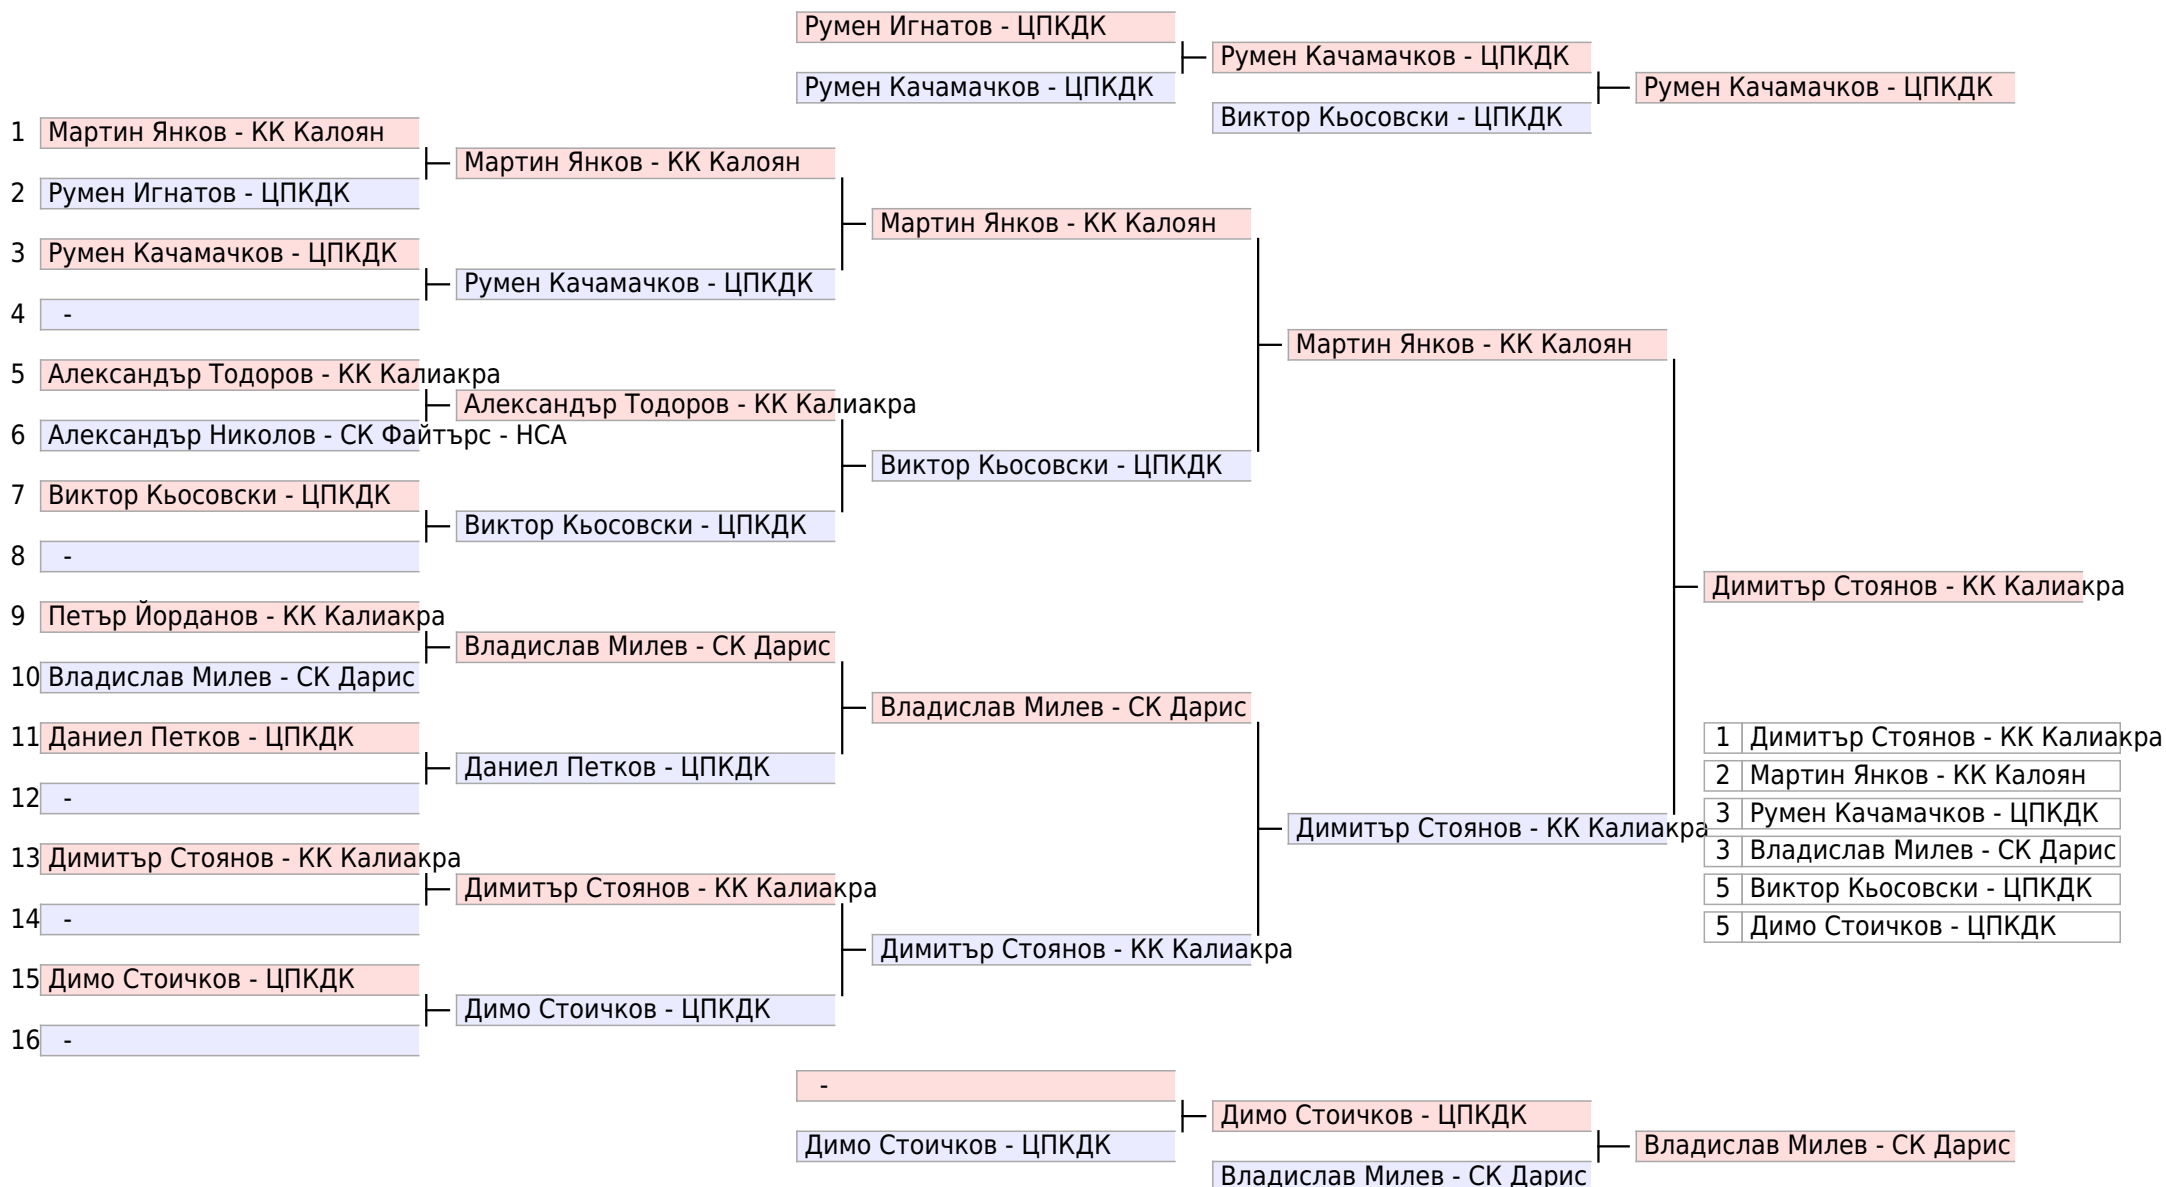 Румен Игнатов - ЦПКДК
Румен Качамачков - ЦПКДК
Румен Качамачков - ЦПКДК
Виктор Кьосовски - ЦПКДК
Румен Качамачков - ЦПКДК
1 Мартин Янков - КК Калоян
2 Румен Игнатов - ЦПКДК
3 Румен Качамачков - ЦПКДК
4 -
5 Александър Тодоров - КК Калиакра
6 Александър Николов - СК Файтърс - НСА
7 Виктор Кьосовски - ЦПКДК
8 -
9 Петър Йорданов - КК Калиакра
10 Владислав Милев - СК Дарис
11 Даниел Петков - ЦПКДК
12 -
13 Димитър Стоянов - КК Калиакра
14 -
15 Димо Стоичков - ЦПКДК
16 -
Мартин Янков - КК Калоян
Румен Качамачков - ЦПКДК
Александър Тодоров - КК Калиакра
Виктор Кьосовски - ЦПКДК
Владислав Милев - СК Дарис
Даниел Петков - ЦПКДК
Димитър Стоянов - КК Калиакра
Димо Стоичков - ЦПКДК
Мартин Янков - КК Калоян
Виктор Кьосовски - ЦПКДК
Владислав Милев - СК Дарис
Димитър Стоянов - КК Калиакра
Мартин Янков - КК Калоян
Димитър Стоянов - КК Калиакра
Димитър Стоянов - КК Калиакра
1 Димитър Стоянов - КК Калиакра
2 Мартин Янков - КК Калоян
3 Румен Качамачков - ЦПКДК
3 Владислав Милев - СК Дарис
5 Виктор Кьосовски - ЦПКДК
5 Димо Стоичков - ЦПКДК
-
Димо Стоичков - ЦПКДК
Димо Стоичков - ЦПКДК
Владислав Милев - СК Дарис
Владислав Милев - СК Дарис